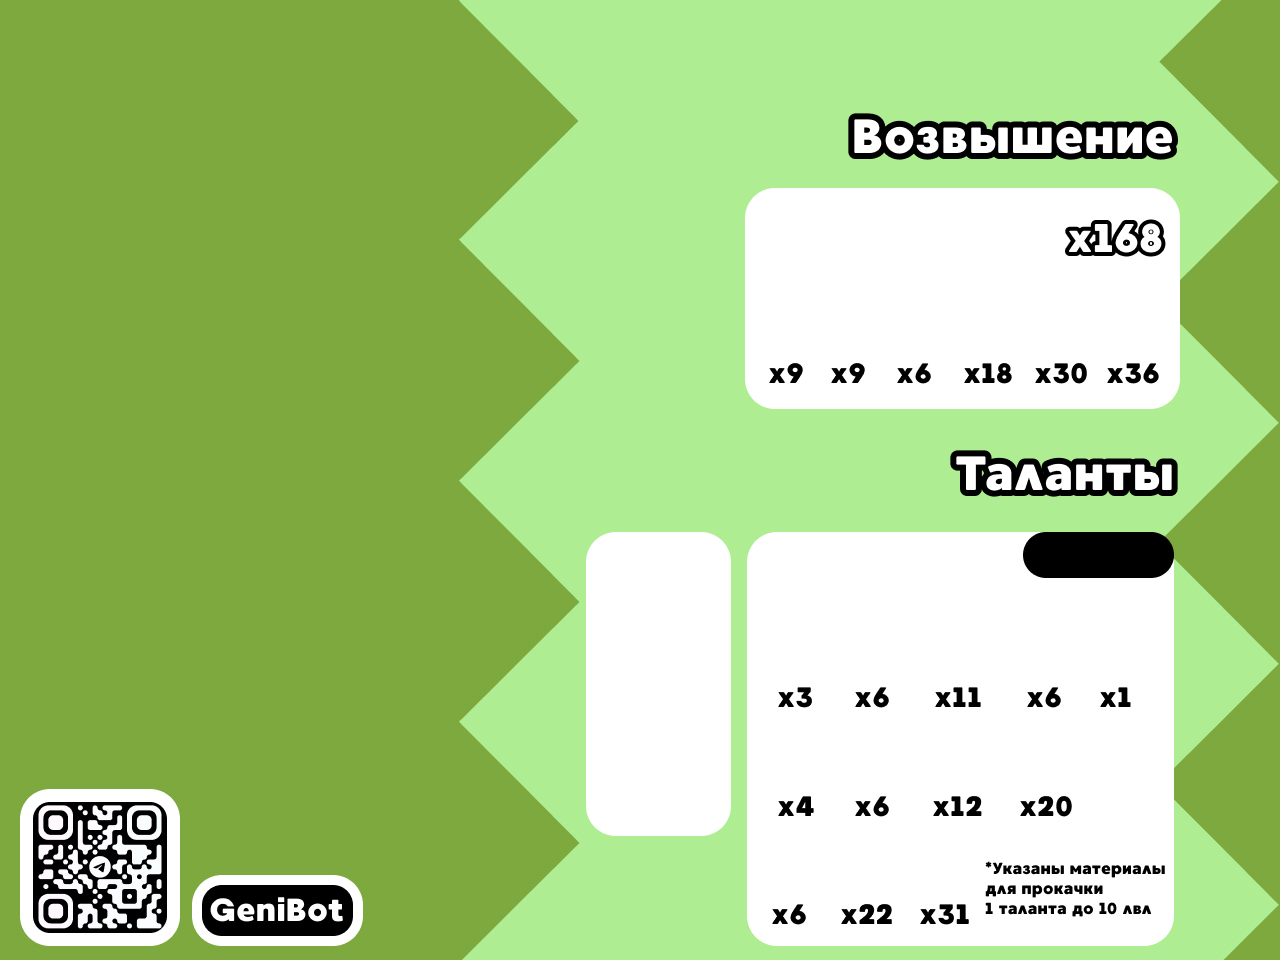 Возвышение
x168
x9 x9 x6 x18 x30 x36
Таланты
x3 x6 x11 x6 x1
x4 x6 x12 x20
*Указаны материалы
для прокачки
1 таланта до 10 лвл
x6 x22 x31
GeniBot